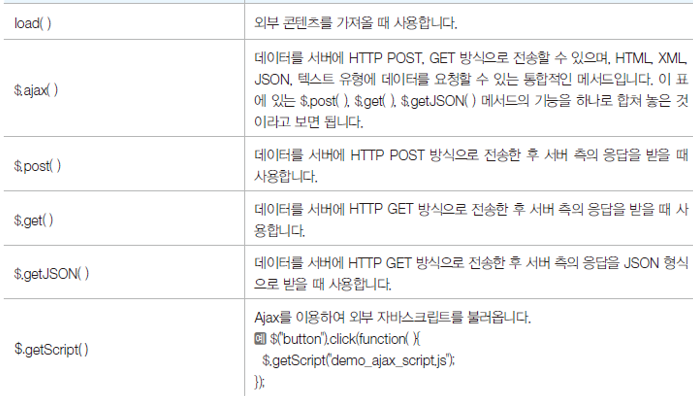 load( )
외부 콘텐츠를 가져올 때 사용합니다.
$.ajax( )
데이터를 서버에 HTTP POST, GET 방식으로 전송할 수 있으며, HTML, XML,
JSON, 텍스트 유형에 데이터를 요청할 수 있는 통합적인 메서드입니다. 이 표
에 있는 $.post( ), $.get( ), $.getJSON( ) 메서드의 기능을 하나로 합쳐 놓은 것
이라고 보면 됩니다.
$.post( )
데이터를 서버에 HTTP POST 방식으로 전송한 후 서버 측의 응답을 받을 때
사용합니다.
$.get( )
데이터를 서버에 HTTP GET 방식으로 전송한 후 서버 측의 응답을 받을 때 사
용합니다.
$.getJSON( )
데이터를 서버에 HTTP GET 방식으로 전송한 후 서버 측의 응답을 JSON 형식
으로 받을 때 사용합니다.
$.getScript( )
Ajax를 이용하여 외부 자바스크립트를 불러옵니다.
예 $("button").click(function( ){
$.getScript("demo_ajax_script.js");
});